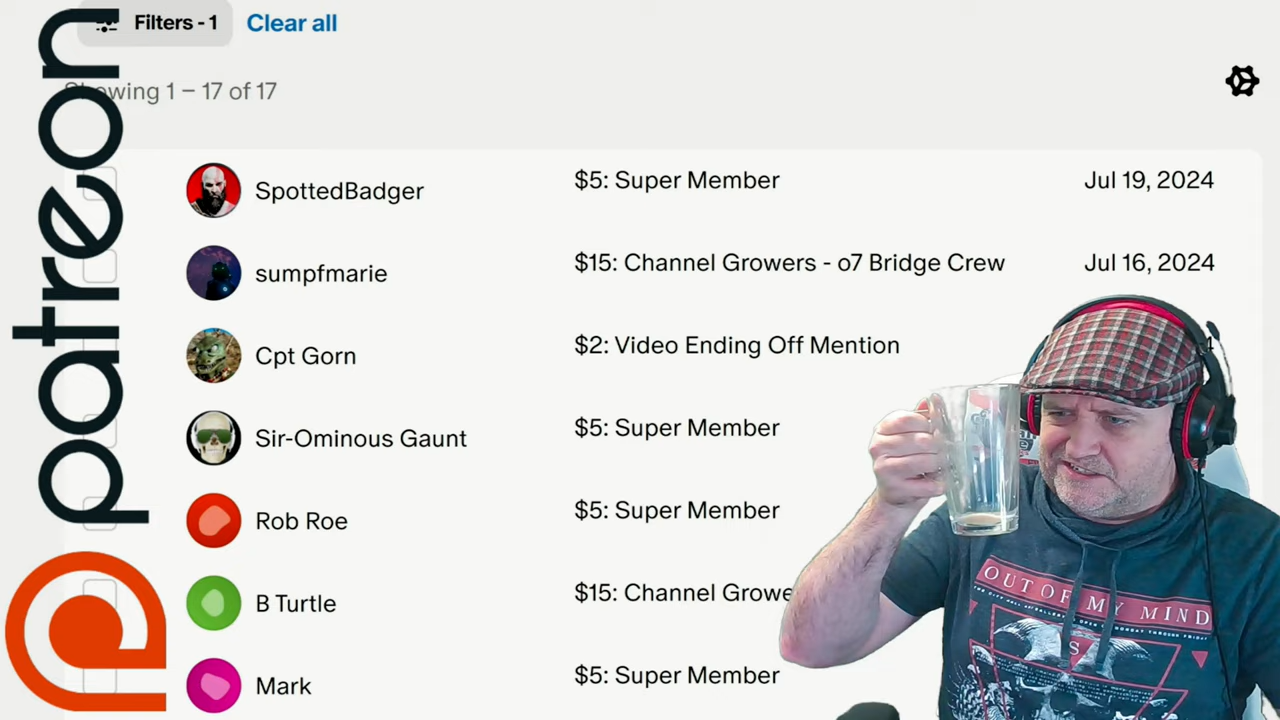 patreon
Filters - 1 Clear all
Showing 1 – 17 of 17
SpottedBadger $5: Super Member Jul 19, 2024
sumpfmarie $15: Channel Growers - o7 Bridge Crew Jul 16, 2024
Cpt Gorn $2: Video Ending Off Mention
Sir-Ominous Gaunt $5: Super Member
Rob Roe $5: Super Member
B Turtle $15: Channel Growe
Mark $5: Super Member
OUT OF MY MIND